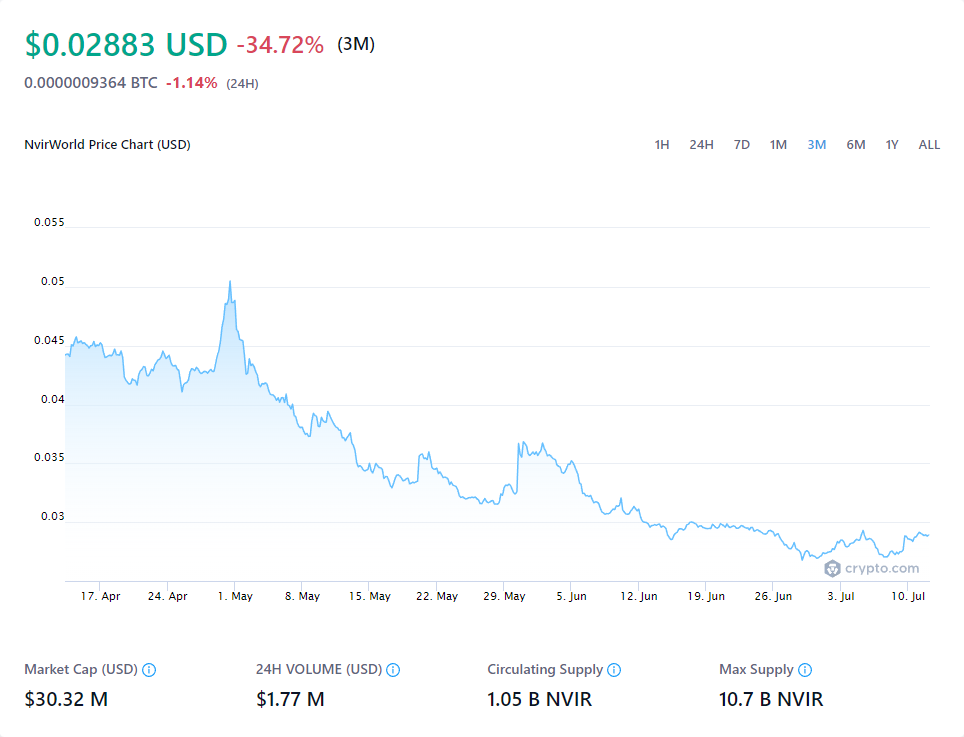 $0.02883 USD -34.72% (3M)
0.0000009364 BTC -1.14% (24H)
NvirWorld Price Chart (USD) 1H 24H 7D 1M 3M 6M 1Y ALL
0.055
0.05
0.045
0.04
0.035
0.03
crypto.com
17. Apr 24. Apr 1. May 8. May 15. May 22. May 29. May 5. Jun 12. Jun 19. Jun 26. Jun 3. Jul 10. Jul
Market Cap (USD) 24H VOLUME (USD) Circulating Supply Max Supply
$30.32 M $1.77 M 1.05 B NVIR 10.7 B NVIR